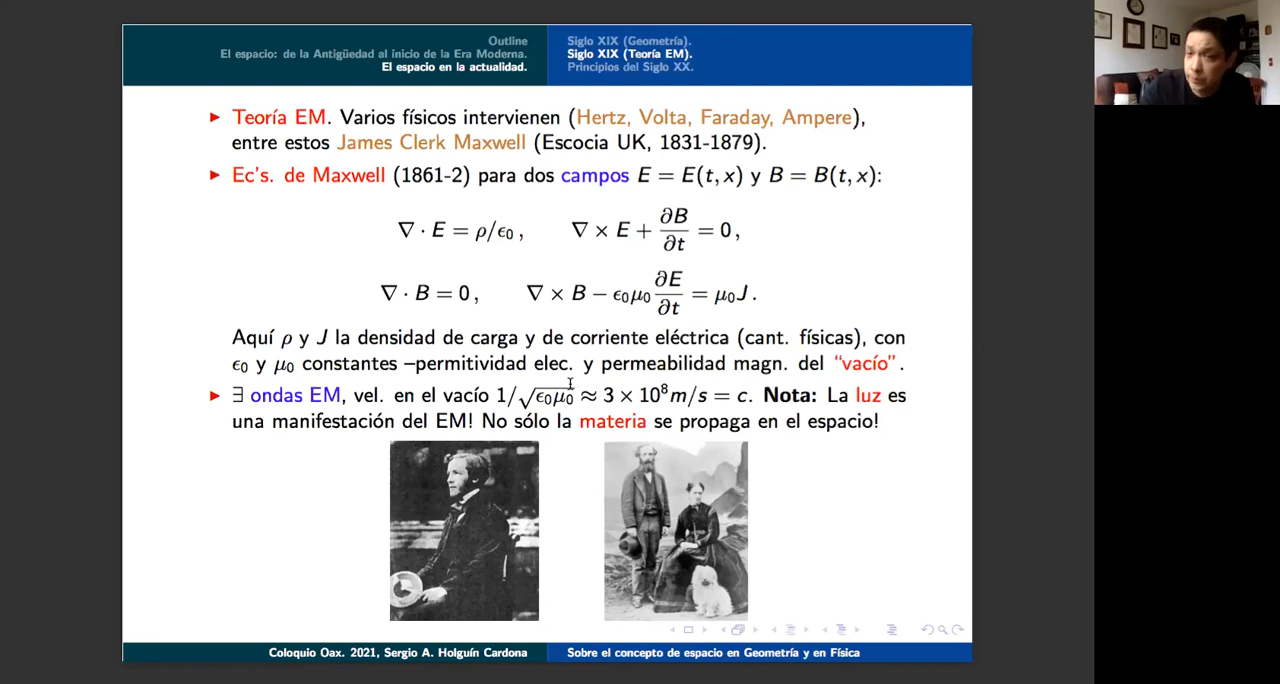 Outline
El espacio: de la Antigüedad al inicio de la Era Moderna.
El espacio en la actualidad.
Siglo XIX (Geometría).
Siglo XIX (Teoría EM).
Principios del Siglo XX.
▶ Teoría EM. Varios físicos intervienen (Hertz, Volta, Faraday, Ampere),
entre estos James Clerk Maxwell (Escocia UK, 1831-1879).
▶ Ec's. de Maxwell (1861-2) para dos campos E = E(t, x) y B = B(t, x):
∇ · E = ρ/ϵ₀ , ∇ × E + ∂B/∂t = 0 ,
∇ · B = 0 , ∇ × B − ϵ₀μ₀ ∂E/∂t = μ₀J .
Aquí ρ y J la densidad de carga y de corriente eléctrica (cant. físicas), con
ϵ₀ y μ₀ constantes –permitividad elec. y permeabilidad magn. del “vacío”.
▶ ∃ ondas EM, vel. en el vacío 1/√ϵ₀μ₀ ≈ 3 × 10⁸m/s = c. Nota: La luz es
una manifestación del EM! No sólo la materia se propaga en el espacio!
Coloquio Oax. 2021, Sergio A. Holguín Cardona
Sobre el concepto de espacio en Geometría y en Física